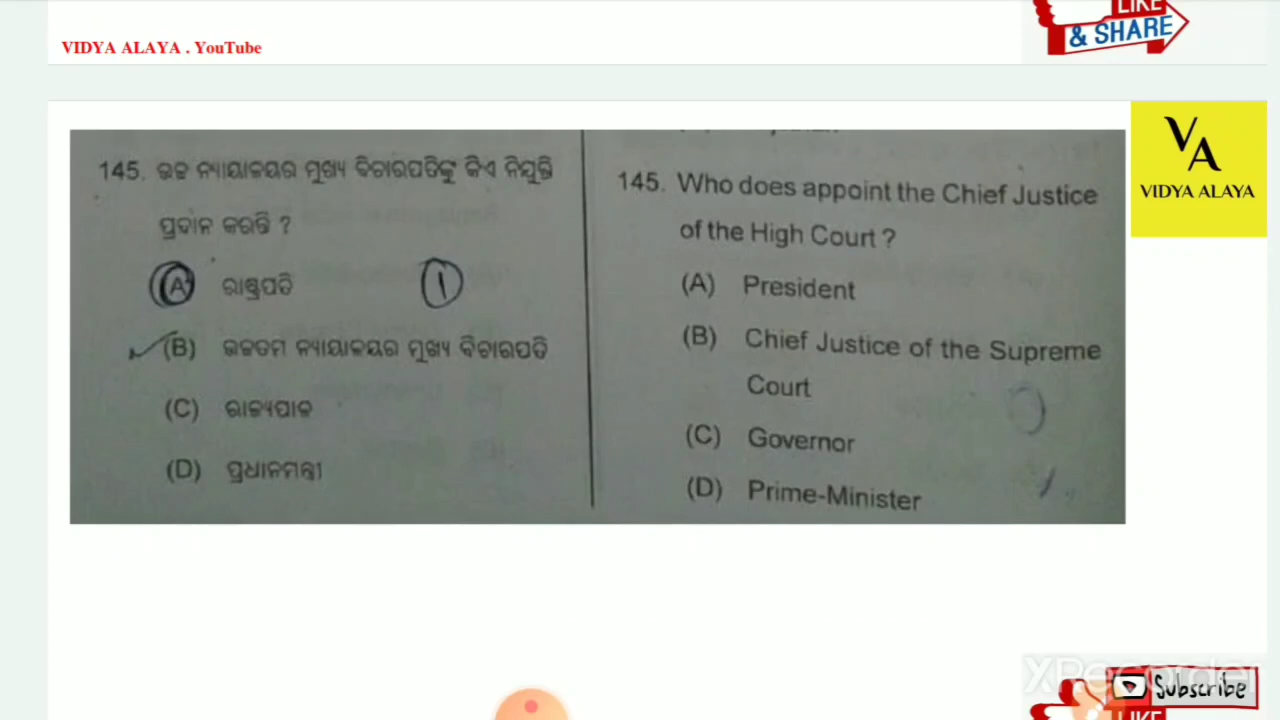 LIKE
& SHARE
VIDYA ALAYA . YouTube
VA
VIDYA ALAYA
145. ଉଚ୍ଚ ନ୍ୟାୟାଳୟର ମୁଖ୍ୟ ବିଚାରପତିଙ୍କୁ କିଏ ନିଯୁକ୍ତି
ପ୍ରଦାନ କରନ୍ତି ?
(A) ରାଷ୍ଟ୍ରପତି
1
(B) ଉଚ୍ଚତମ ନ୍ୟାୟାଳୟର ମୁଖ୍ୟ ବିଚାରପତି
(C) ରାଜ୍ୟପାଳ
(D) ପ୍ରଧାନମନ୍ତ୍ରୀ
145. Who does appoint the Chief Justice
of the High Court ?
(A) President
(B) Chief Justice of the Supreme
Court
(C) Governor
(D) Prime-Minister
XRecorder
Subscribe
LIKE